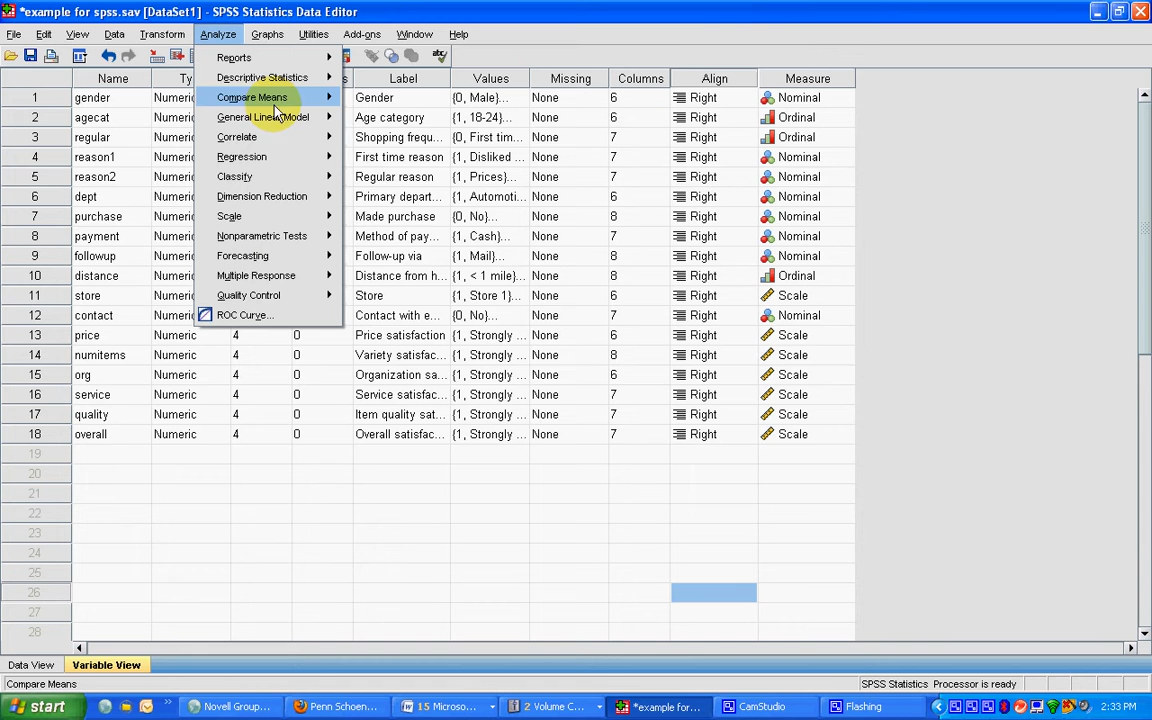 *example for spss.sav [DataSet1] - SPSS Statistics Data Editor
File Edit View Data Transform Analyze Graphs Utilities Add-ons Window Help
Reports
Descriptive Statistics
Compare Means
General Linear Model
Correlate
Regression
Classify
Dimension Reduction
Scale
Nonparametric Tests
Forecasting
Multiple Response
Quality Control
ROC Curve...
Name Ty s Label Values Missing Columns Align Measure
1 gender Numeric Gender {0, Male}... None 6 Right Nominal
2 agecat Numeric Age category {1, 18-24}... None 6 Right Ordinal
3 regular Numeric Shopping frequ... {0, First time... None 7 Right Ordinal
4 reason1 Numeric First time reason {1, Disliked ... None 7 Right Nominal
5 reason2 Numeric Regular reason {1, Prices}... None 7 Right Nominal
6 dept Numeric Primary depart... {1, Automoti... None 7 Right Nominal
7 purchase Numeric Made purchase {0, No}... None 8 Right Nominal
8 payment Numeric Method of pay... {1, Cash}... None 7 Right Nominal
9 followup Numeric Follow-up via {1, Mail}... None 8 Right Nominal
10 distance Numeric Distance from h... {1, < 1 mile}... None 8 Right Ordinal
11 store Numeric Store {1, Store 1}... None 6 Right Scale
12 contact Numeric Contact with e... {0, No}... None 7 Right Nominal
13 price Numeric 4 0 Price satisfaction {1, Strongly ... None 6 Right Scale
14 numitems Numeric 4 0 Variety satisfac... {1, Strongly ... None 8 Right Scale
15 org Numeric 4 0 Organization sa... {1, Strongly ... None 6 Right Scale
16 service Numeric 4 0 Service satisfac... {1, Strongly ... None 7 Right Scale
17 quality Numeric 4 0 Item quality sat... {1, Strongly ... None 7 Right Scale
18 overall Numeric 4 0 Overall satisfac... {1, Strongly ... None 7 Right Scale
19
20
21
22
23
24
25
26
27
28
Data View Variable View
Compare Means SPSS Statistics Processor is ready
start Novell Group... Penn Schoen... 15 Microso... 2 Volume C... *example for... CamStudio Flashing 2:33 PM